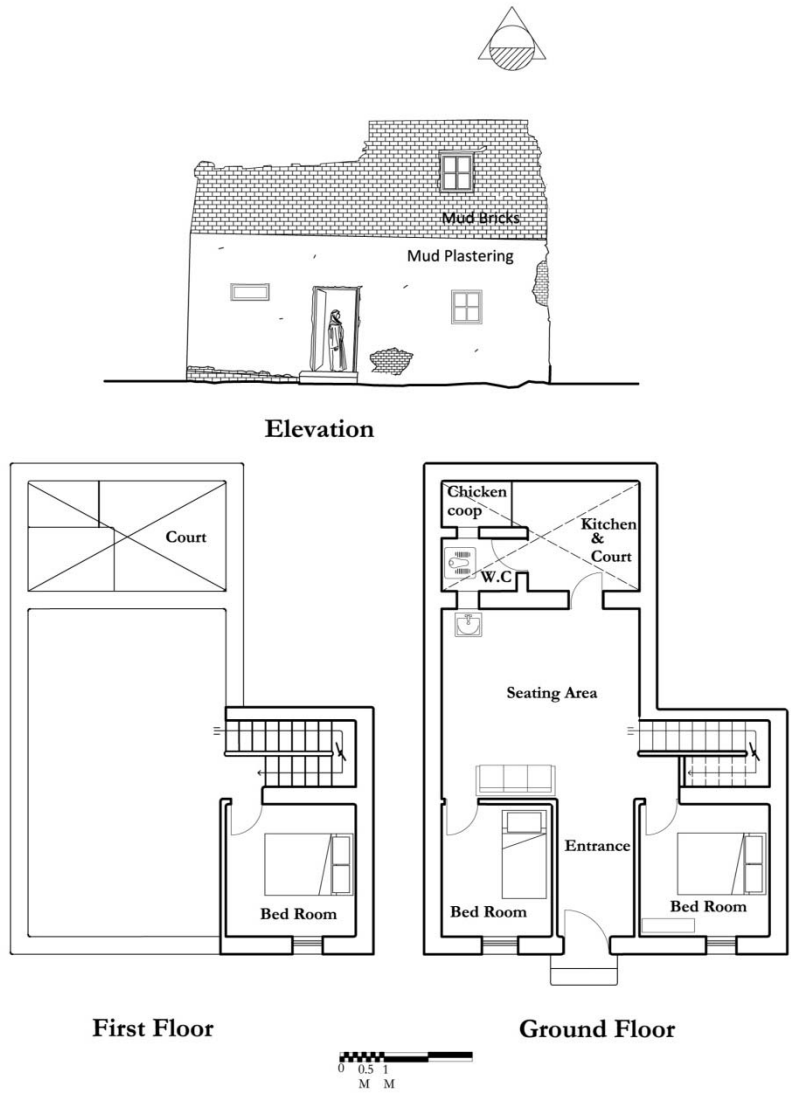 Mud Bricks
Mud Plastering
Elevation
Court
Bed Room
First Floor
Chicken
coop
Kitchen
&
Court
W.C
Seating Area
Entrance
Bed Room
Bed Room
Ground Floor
0 0.5 1
M M